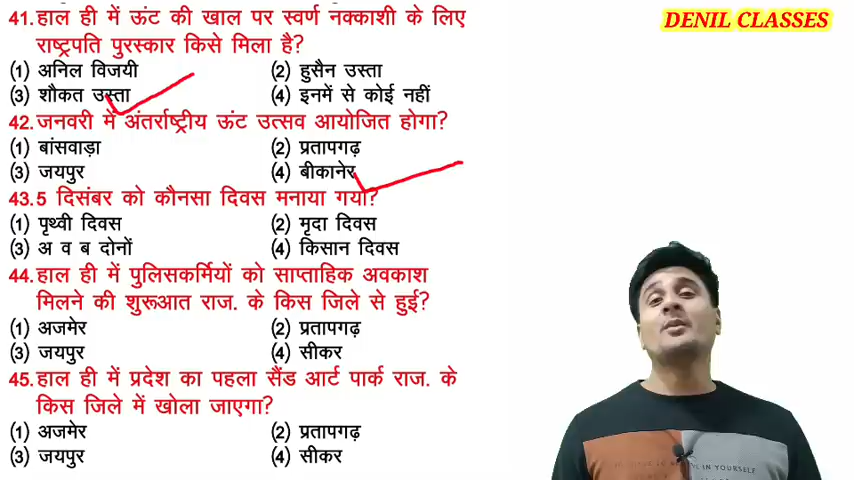 DENIL CLASSES
41. हाल ही में ऊंट की खाल पर स्वर्ण नक्काशी के लिए
राष्ट्रपति पुरस्कार किसे मिला है?
(1) अनिल विजयी (2) हुसैन उस्ता
(3) शौकत उस्ता (4) इनमें से कोई नहीं
42. जनवरी में अंतर्राष्ट्रीय ऊंट उत्सव आयोजित होगा?
(1) बांसवाड़ा (2) प्रतापगढ़
(3) जयपुर (4) बीकानेर
43. 5 दिसंबर को कौनसा दिवस मनाया गया?
(1) पृथ्वी दिवस (2) मृदा दिवस
(3) अ व ब दोनों (4) किसान दिवस
44. हाल ही में पुलिसकर्मियों को साप्ताहिक अवकाश
मिलने की शुरूआत राज. के किस जिले से हुई?
(1) अजमेर (2) प्रतापगढ़
(3) जयपुर (4) सीकर
45. हाल ही में प्रदेश का पहला सैंड आर्ट पार्क राज. के
किस जिले में खोला जाएगा?
(1) अजमेर (2) प्रतापगढ़
(3) जयपुर (4) सीकर